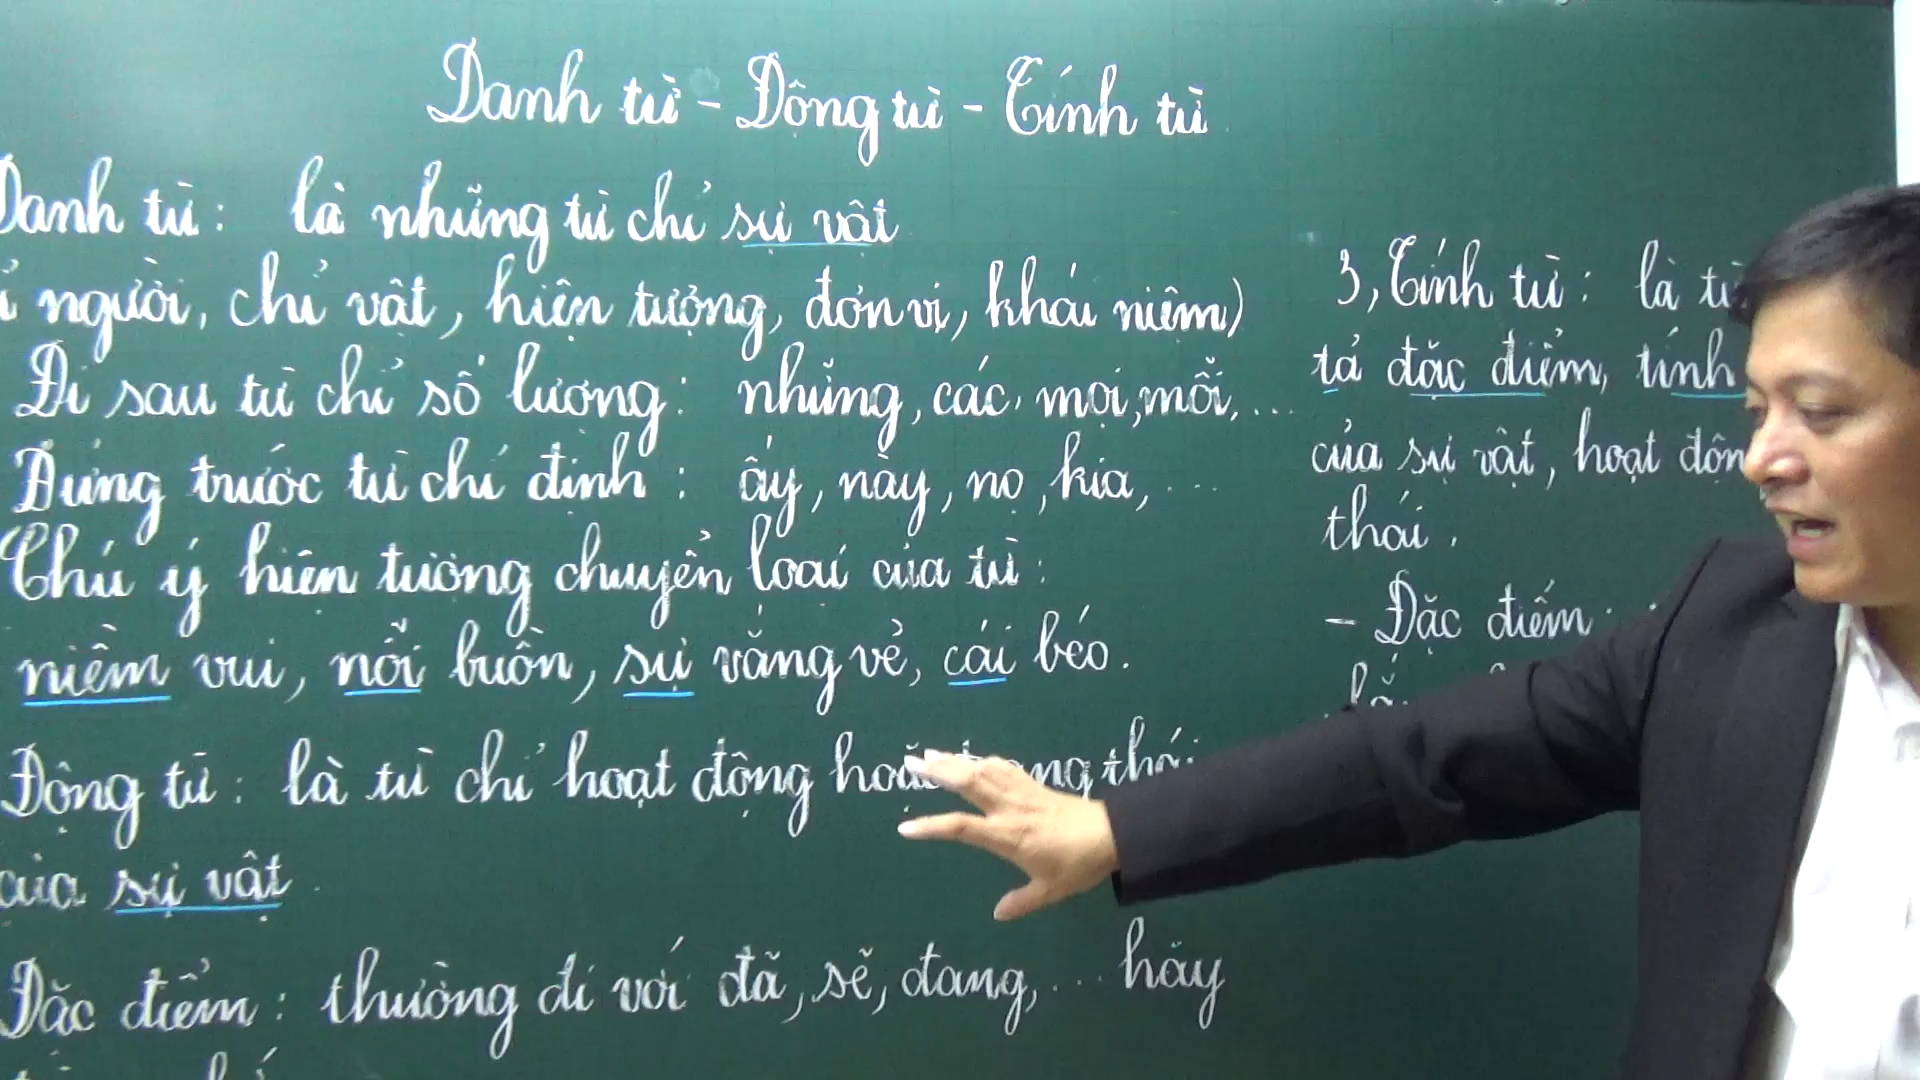 Danh từ - Động từ - Tính từ
Danh từ: là những từ chỉ sự vật
người, chỉ vật, hiện tượng, đơn vị, khái niệm)
Đi sau từ chỉ số lượng: những, các, mọi, mỗi, ...
Đứng trước từ chỉ định: ấy, này, nọ, kia, ...
Chú ý hiện tượng chuyển loại của từ:
niềm vui, nỗi buồn, sự vắng vẻ, cái béo.
Động từ: là từ chỉ hoạt động
của sự vật
Đặc điểm: thường đi với đã, sẽ, đang, ... hãy
3, Tính từ: là từ
tả đặc điểm, tính
của sự vật, hoạt
thái.
- Đặc điểm: